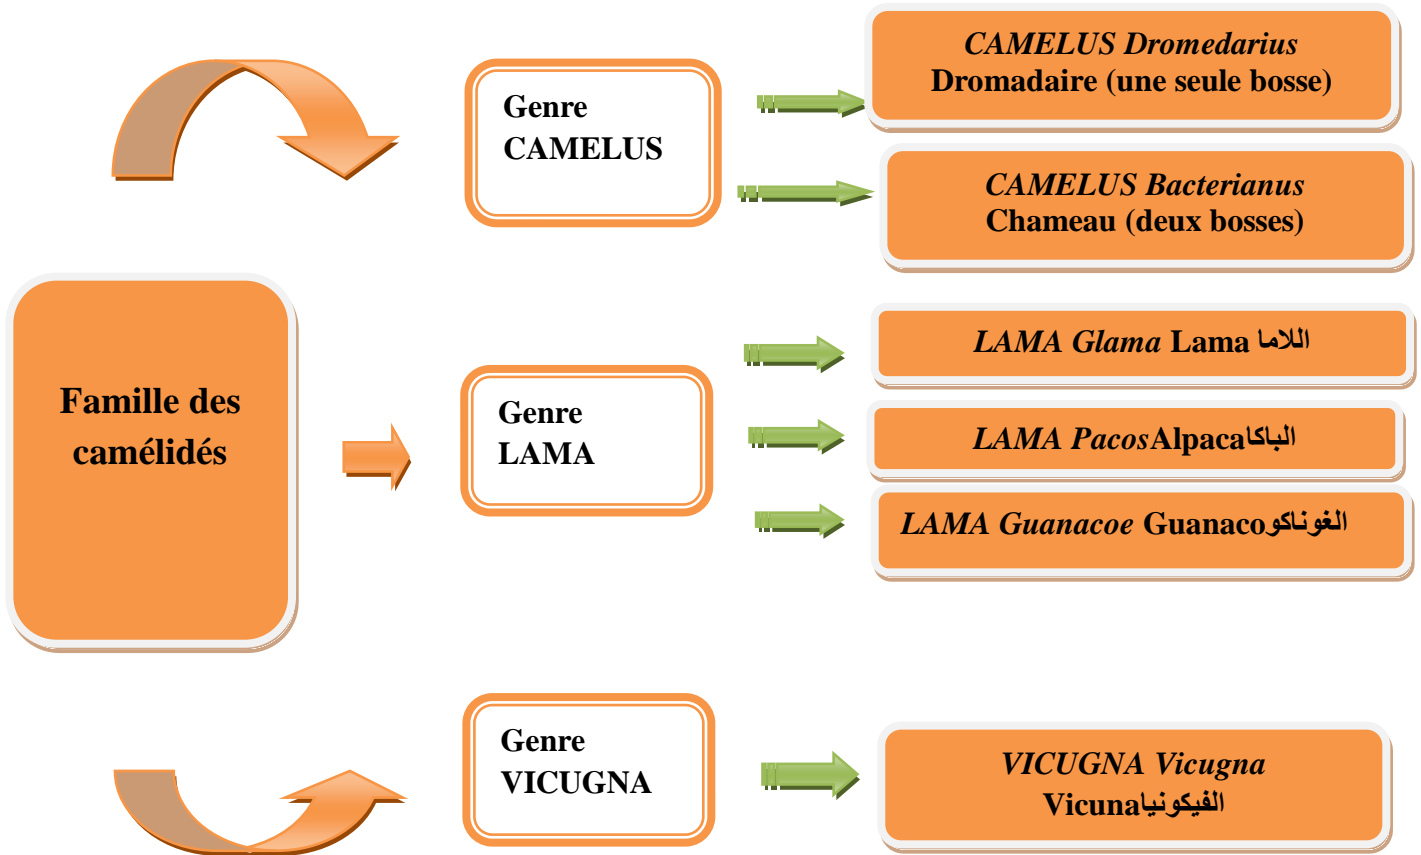 Famille des
camélidés
Genre
CAMELUS
CAMELUS Dromedarius
Dromadaire (une seule bosse)
CAMELUS Bacterianus
Chameau (deux bosses)
Genre
LAMA
LAMA Glama Lama اللاما
LAMA PacosAlpacaالباكا
LAMA Guanacoe Guanacoالغوناكو
Genre
VICUGNA
VICUGNA Vicugna
Vicunaالفيكونيا